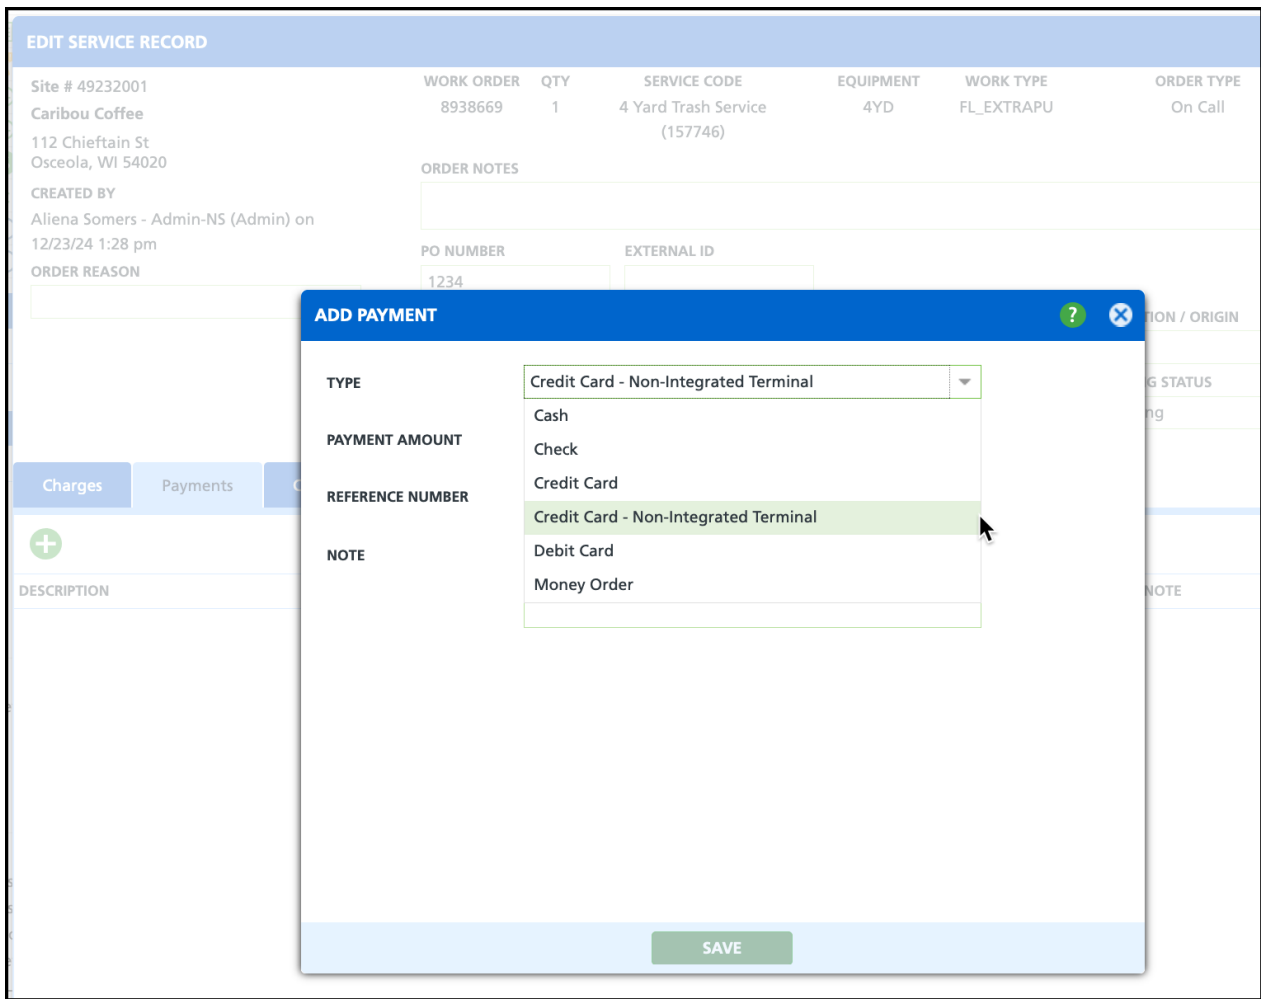 EDIT SERVICE RECORD
Site # 49232001
Caribou Coffee
112 Chieftain St
Osceola, WI 54020
CREATED BY
Aliena Somers - Admin-NS (Admin) on
12/23/24 1:28 pm
ORDER REASON
WORK ORDER QTY SERVICE CODE EQUIPMENT WORK TYPE ORDER TYPE
8938669 1 4 Yard Trash Service 4YD FL_EXTRAPU On Call
(157746)
ORDER NOTES
PO NUMBER EXTERNAL ID
1234
TION / ORIGIN
G STATUS
ng
Charges Payments C
DESCRIPTION
NOTE
ADD PAYMENT ?
TYPE Credit Card - Non-Integrated Terminal
Cash
Check
Credit Card
Credit Card - Non-Integrated Terminal
Debit Card
Money Order
PAYMENT AMOUNT
REFERENCE NUMBER
NOTE
SAVE